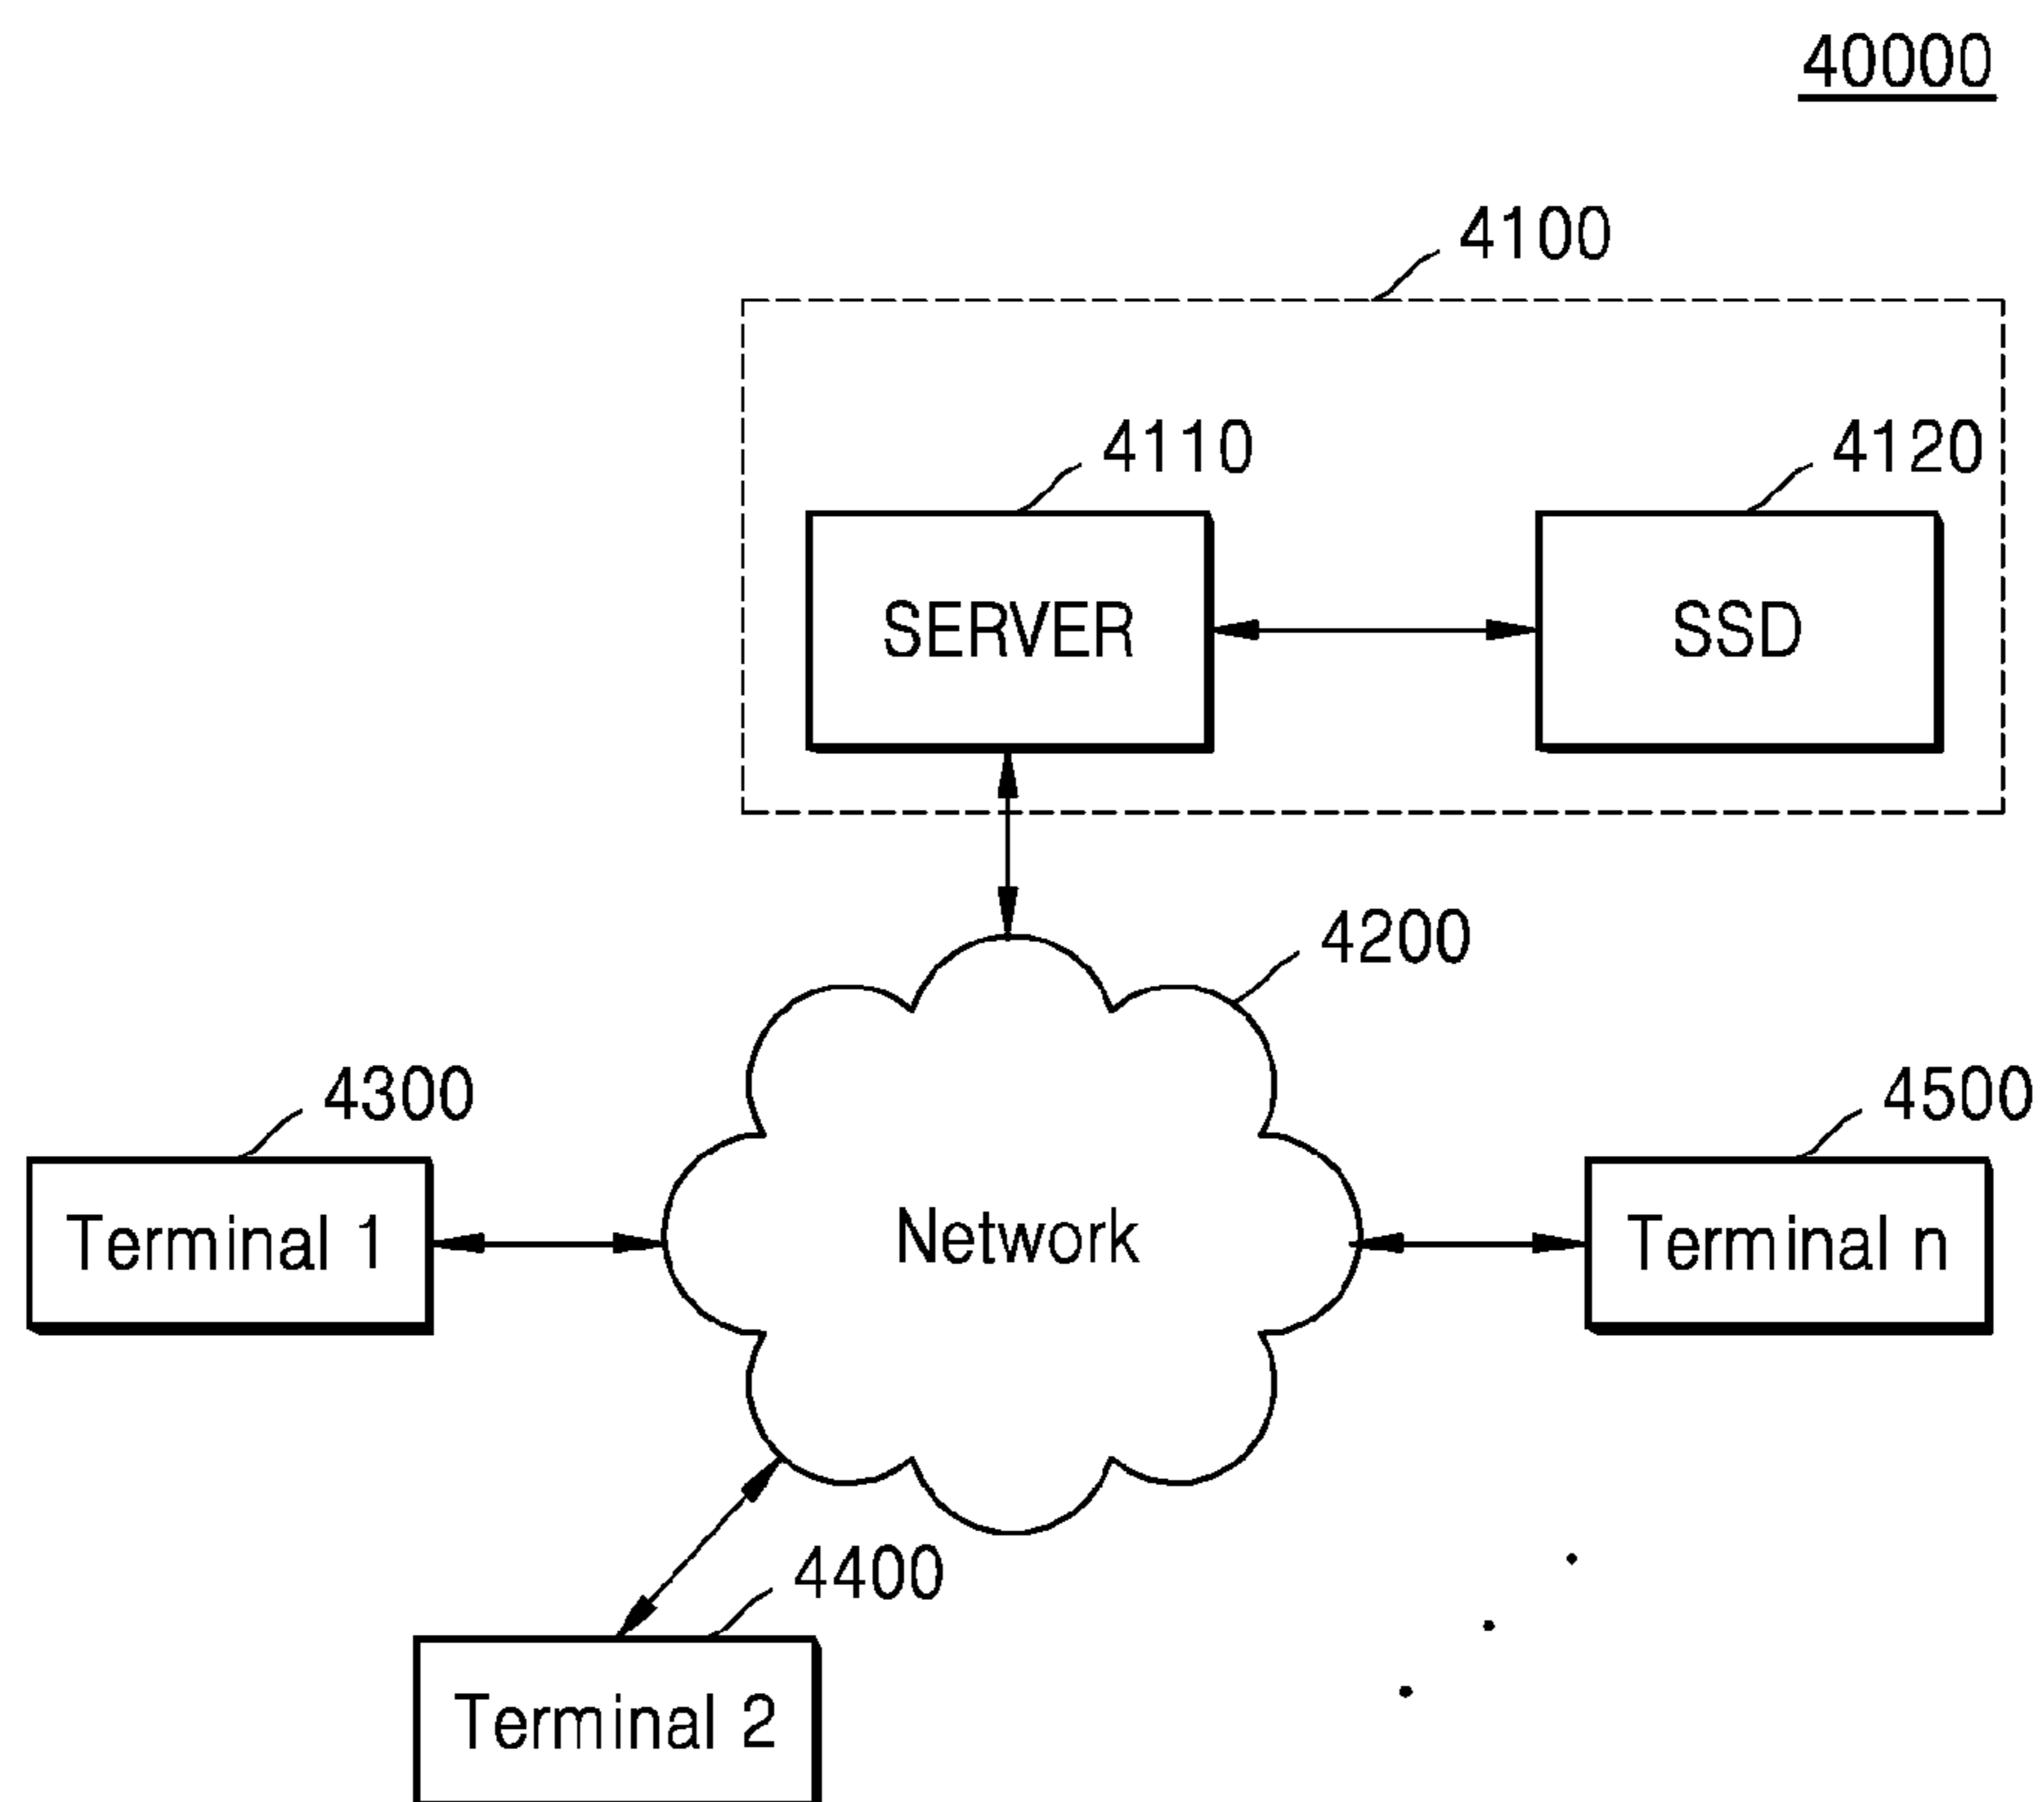 40000
4100
4110
4120
SERVER
SSD
4200
4300
4500
Terminal 1
Network
Terminal n
4400
Terminal 2